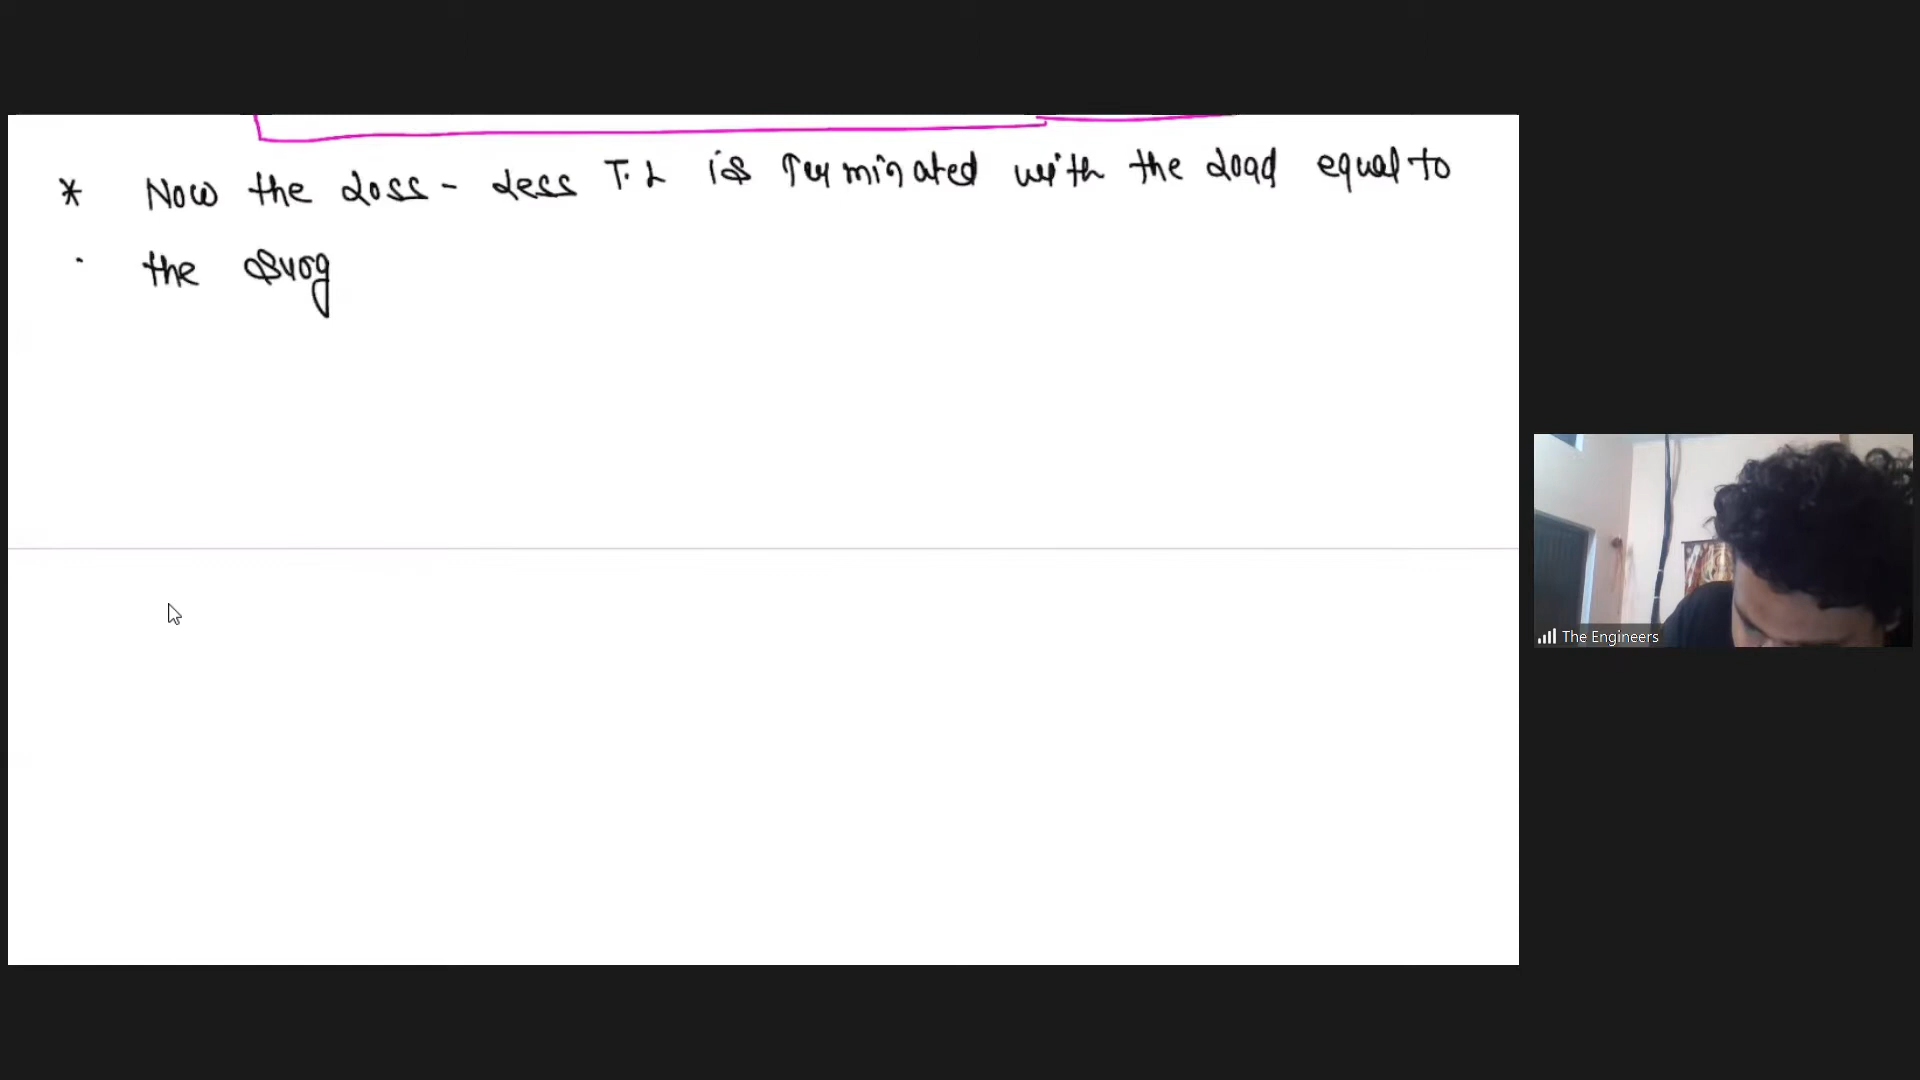 * Now the Loss - Less T.L is Terminated with the Load equal to
the Surg
The Engineers